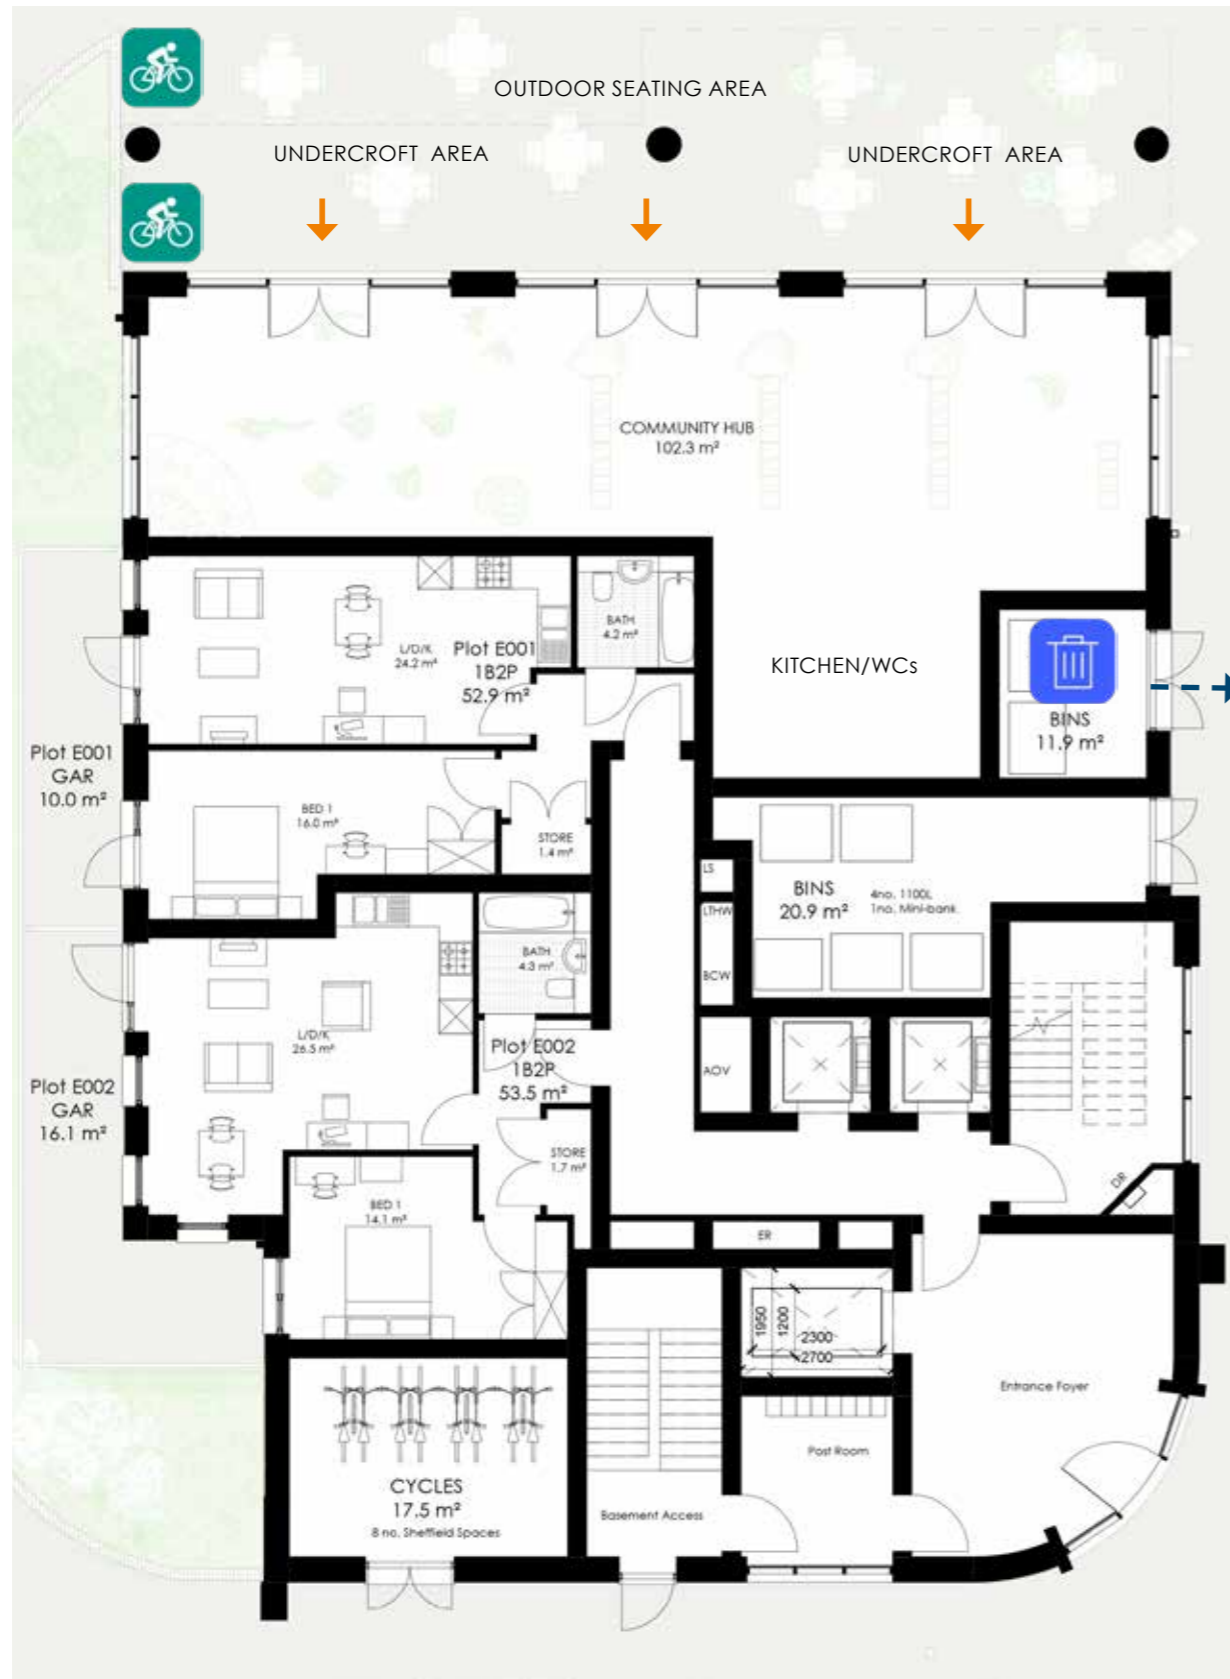 OUTDOOR SEATING AREA
UNDERCROFT AREA
UNDERCROFT AREA
COMMUNITY HUB
102.3 m²
BATH
4.2 m²
L/D/K
24.2 m²
Plot E001
1B2P
52.9 m²
KITCHEN/WCs
BINS
11.9 m²
Plot E001
GAR
10.0 m²
BED 1
16.0 m²
STORE
1.4 m²
LS
BINS
20.9 m²
4no. 1100L
1no. Mini-bank
LTHW
BCW
BATH
4.3 m²
L/D/K
26.5 m²
Plot E002
1B2P
53.5 m²
AOV
Plot E002
GAR
16.1 m²
STORE
1.7 m²
DR
BED 1
14.1 m²
ER
1950
1200
2300
2700
Entrance Foyer
Post Room
CYCLES
17.5 m²
8 no. Sheffield Spaces
Basement Access